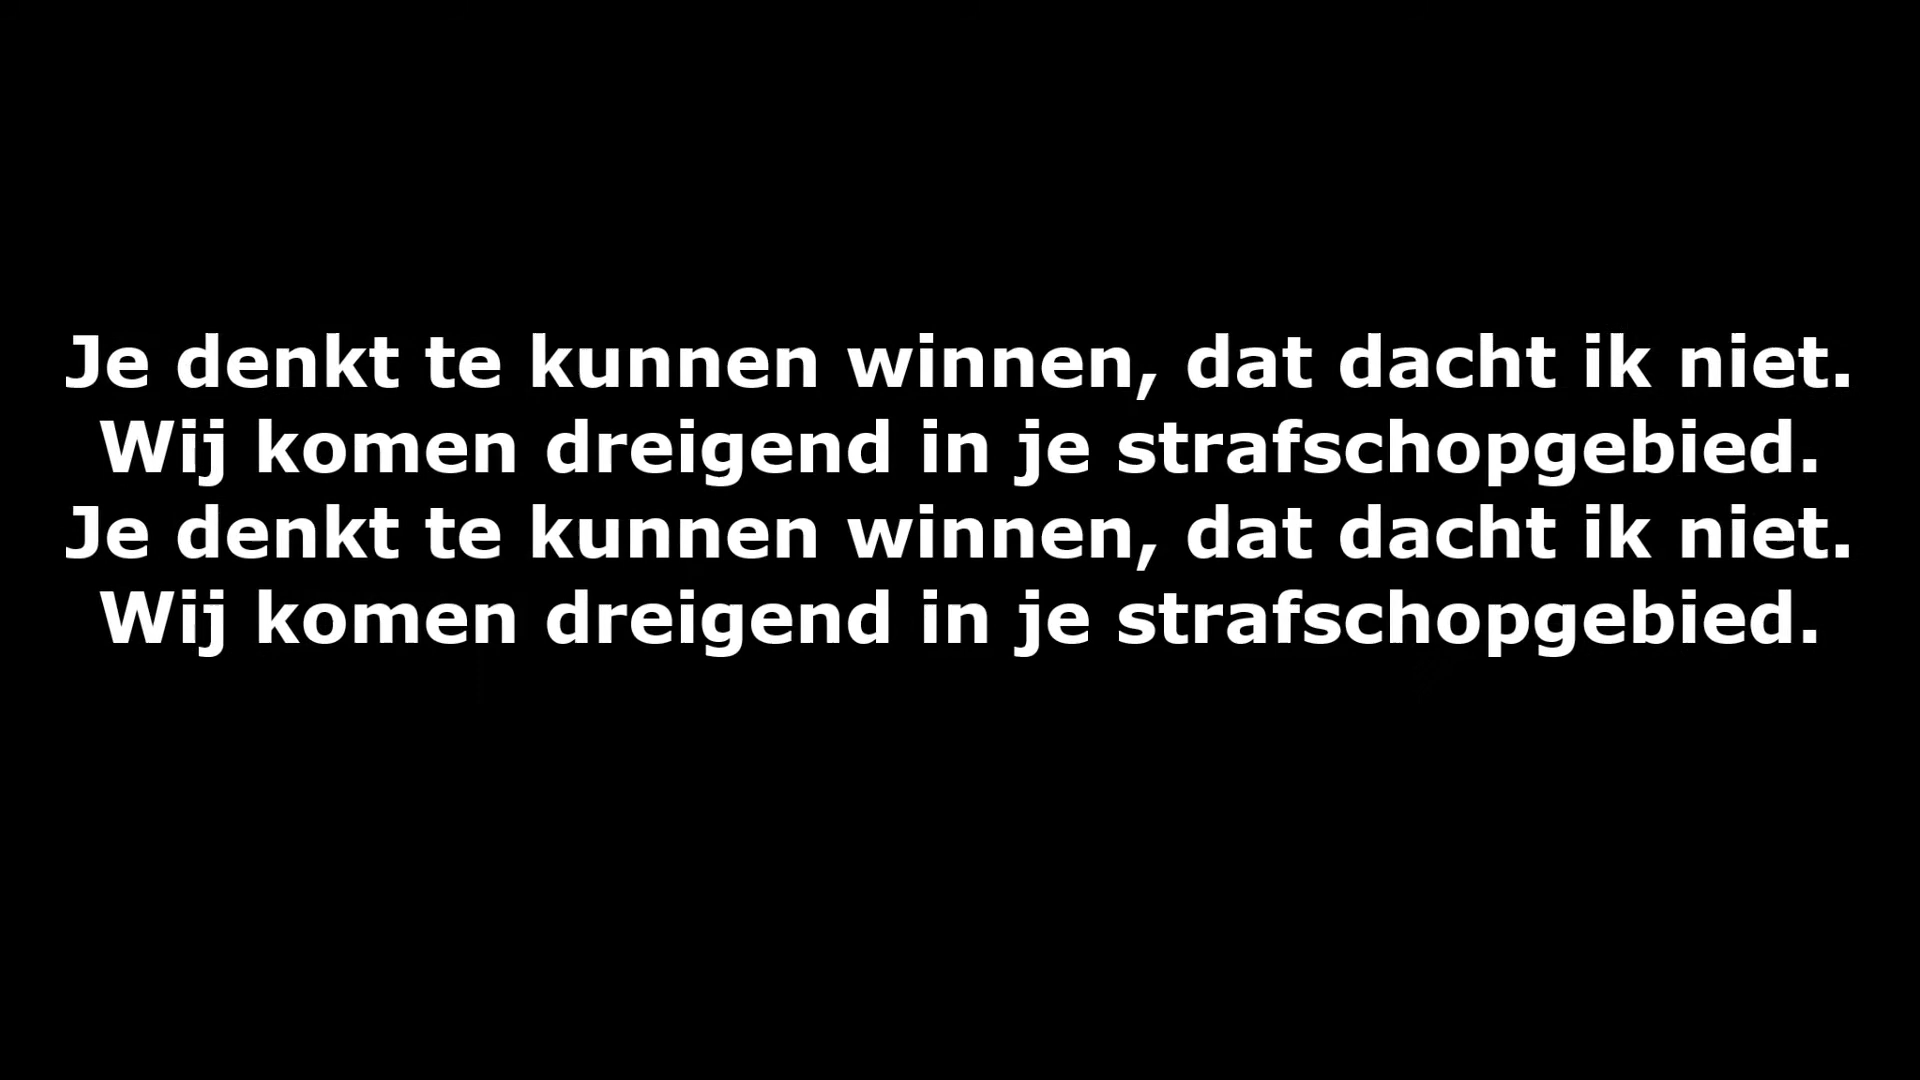 Je denkt te kunnen winnen, dat dacht ik niet.
Wij komen dreigend in je strafschopgebied.
Je denkt te kunnen winnen, dat dacht ik niet.
Wij komen dreigend in je strafschopgebied.